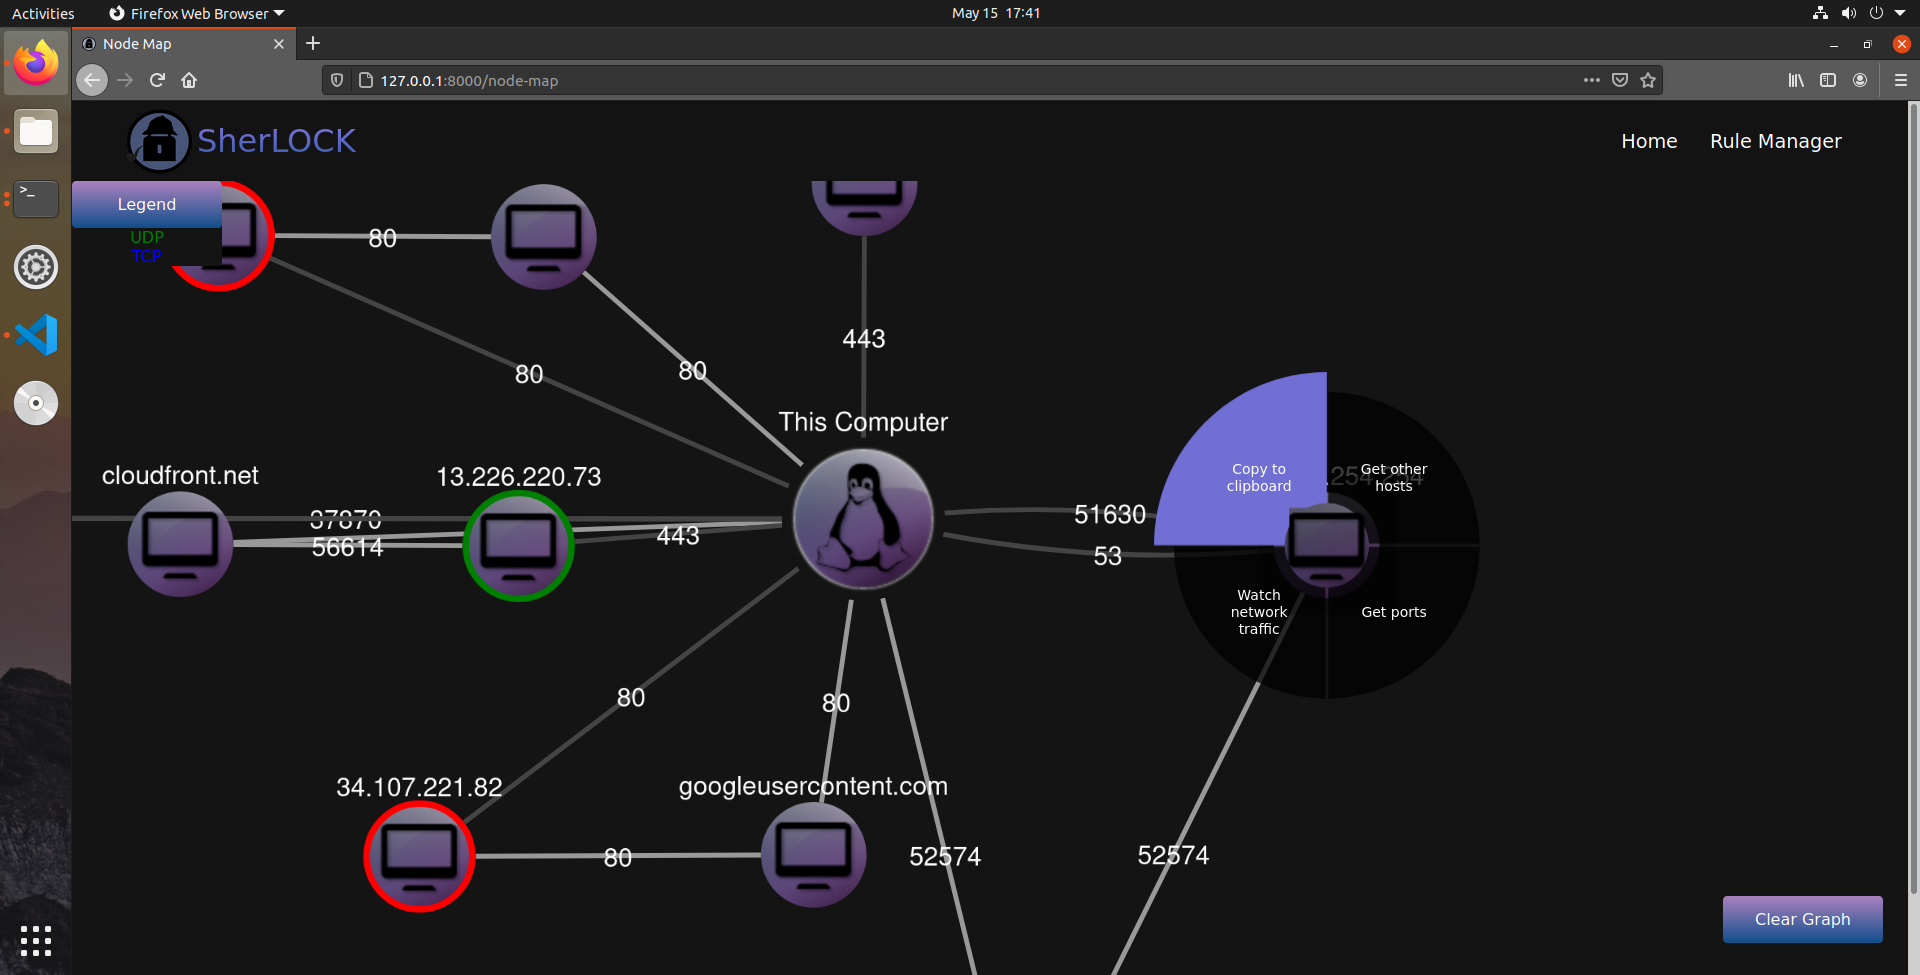 Activities
Firefox Web Browser
May 15 17:41
Node Map
127.0.0.1:8000/node-map
SherLOCK
Home
Rule Manager
Legend
UDP
TCP
80
80
80
443
This Computer
cloudfront.net
13.226.220.73
37870
56614
443
51630
53
Copy to
clipboard
.254.254
Get other
hosts
Watch
network
traffic
Get ports
80
80
34.107.221.82
googleusercontent.com
80
52574
52574
Clear Graph